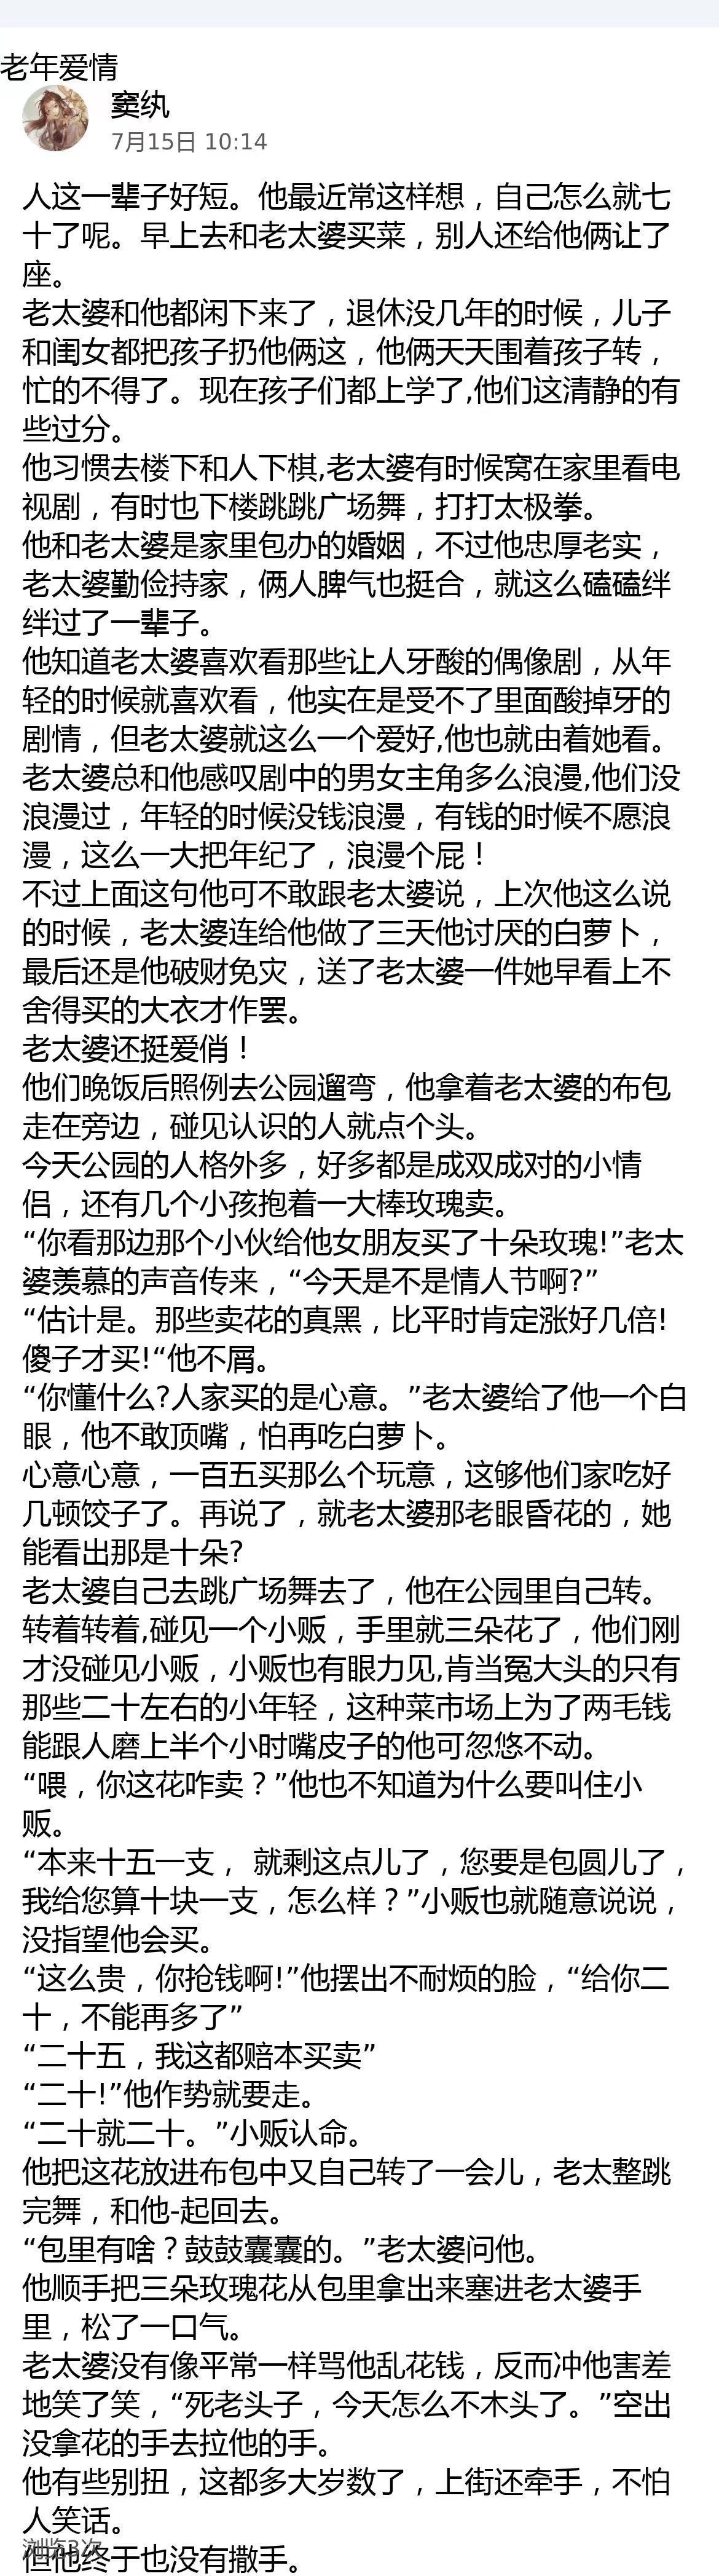 老年爱情
窦纨
7月15日 10:14
人这一辈子好短。他最近常这样想，自己怎么就七
十了呢。早上去和老太婆买菜，别人还给他俩让了
座。
老太婆和他都闲下来了，退休没几年的时候，儿子
和闺女都把孩子扔他俩这，他俩天天围着孩子转，
忙的不得了。现在孩子们都上学了,他们这清静的有
些过分。
他习惯去楼下和人下棋,老太婆有时候窝在家里看电
视剧，有时也下楼跳跳广场舞，打打太极拳。
他和老太婆是家里包办的婚姻，不过他忠厚老实，
老太婆勤俭持家，俩人脾气也挺合，就这么磕磕绊
绊过了一辈子。
他知道老太婆喜欢看那些让人牙酸的偶像剧，从年
轻的时候就喜欢看，他实在是受不了里面酸掉牙的
剧情，但老太婆就这么一个爱好,他也就由着她看。
老太婆总和他感叹剧中的男女主角多么浪漫,他们没
浪漫过，年轻的时候没钱浪漫，有钱的时候不愿浪
漫，这么一大把年纪了，浪漫个屁！
不过上面这句他可不敢跟老太婆说，上次他这么说
的时候，老太婆连给他做了三天他讨厌的白萝卜，
最后还是他破财免灾，送了老太婆一件她早看上不
舍得买的大衣才作罢。
老太婆还挺爱俏！
他们晚饭后照例去公园遛弯，他拿着老太婆的布包
走在旁边，碰见认识的人就点个头。
今天公园的人格外多，好多都是成双成对的小情
侣，还有几个小孩抱着一大棒玫瑰卖。
“你看那边那个小伙给他女朋友买了十朵玫瑰!”老太
婆羡慕的声音传来，“今天是不是情人节啊?”
“估计是。那些卖花的真黑，比平时肯定涨好几倍!
傻子才买!“他不屑。
“你懂什么?人家买的是心意。”老太婆给了他一个白
眼，他不敢顶嘴，怕再吃白萝卜。
心意心意，一百五买那么个玩意，这够他们家吃好
几顿饺子了。再说了，就老太婆那老眼昏花的，她
能看出那是十朵?
老太婆自己去跳广场舞去了，他在公园里自己转。
转着转着,碰见一个小贩，手里就三朵花了，他们刚
才没碰见小贩，小贩也有眼力见,肯当冤大头的只有
那些二十左右的小年轻，这种菜市场上为了两毛钱
能跟人磨上半个小时嘴皮子的他可忽悠不动。
“喂，你这花咋卖？”他也不知道为什么要叫住小
贩。
“本来十五一支， 就剩这点儿了，您要是包圆儿了，
我给您算十块一支，怎么样？”小贩也就随意说说，
没指望他会买。
“这么贵，你抢钱啊!”他摆出不耐烦的脸，“给你二
十，不能再多了”
“二十五，我这都赔本买卖”
“二十!”他作势就要走。
“二十就二十。”小贩认命。
他把这花放进布包中又自己转了一会儿，老太整跳
完舞，和他-起回去。
“包里有啥？鼓鼓囊囊的。”老太婆问他。
他顺手把三朵玫瑰花从包里拿出来塞进老太婆手
里，松了一口气。
老太婆没有像平常一样骂他乱花钱，反而冲他害羞
地笑了笑，“死老头子，今天怎么不木头了。”空出
没拿花的手去拉他的手。
他有些别扭，这都多大岁数了，上街还牵手，不怕
人笑话。
浏览3次
但他终于也没有撒手。